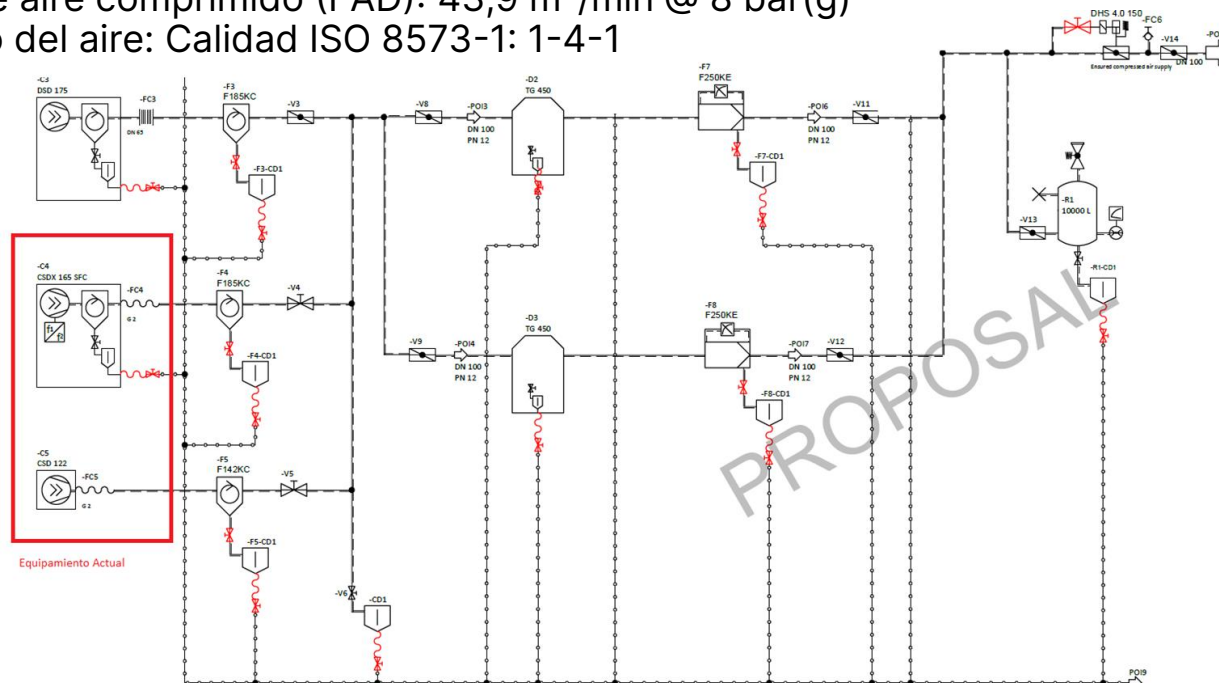 e aire comprimido (FAD): 43,9 m³/min @ 8 bar(g)
o del aire: Calidad ISO 8573-1: 1-4-1
DHS 4.0 150
-FC6
-V14
-PO
DN 100
Ensured compressed air supply
-C3
DSD 175
-FC3
DN 65
-F3
F185KC
-V3
-V8
-POI3
DN 100
PN 12
-D2
TG 450
-F7
F250KE
-POI6
DN 100
PN 12
-V11
-F3-CD1
-F7-CD1
-R1
10000 L
-V13
-R1-CD1
-C4
CSDX 165 SFC
-FC4
G 2
f1
f2
-F4
F185KC
-V4
-V9
-POI4
DN 100
PN 12
-D3
TG 450
-F8
F250KE
-POI7
DN 100
PN 12
-V12
-F4-CD1
-F8-CD1
PROPOSAL
-C5
CSD 122
-FC5
G 2
-F5
F142KC
-V5
-F5-CD1
Equipamiento Actual
-V6
-CD1
POI9